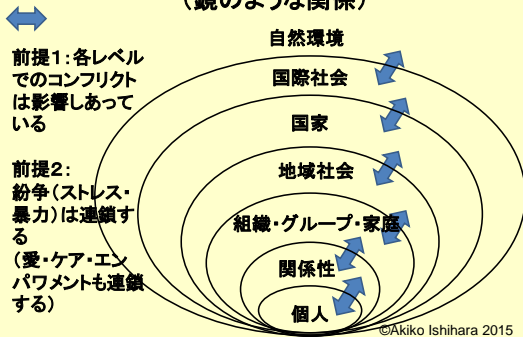 (鏡のような関係)
前提1:各レベル
でのコンフリクト
は影響しあって
いる
前提2:
紛争(ストレス・
暴力)は連鎖す
る
(愛・ケア・エン
パワメントも連鎖
する)
自然環境
国際社会
国家
地域社会
組織・グループ・家庭
関係性
個人
©Akiko Ishihara 2015